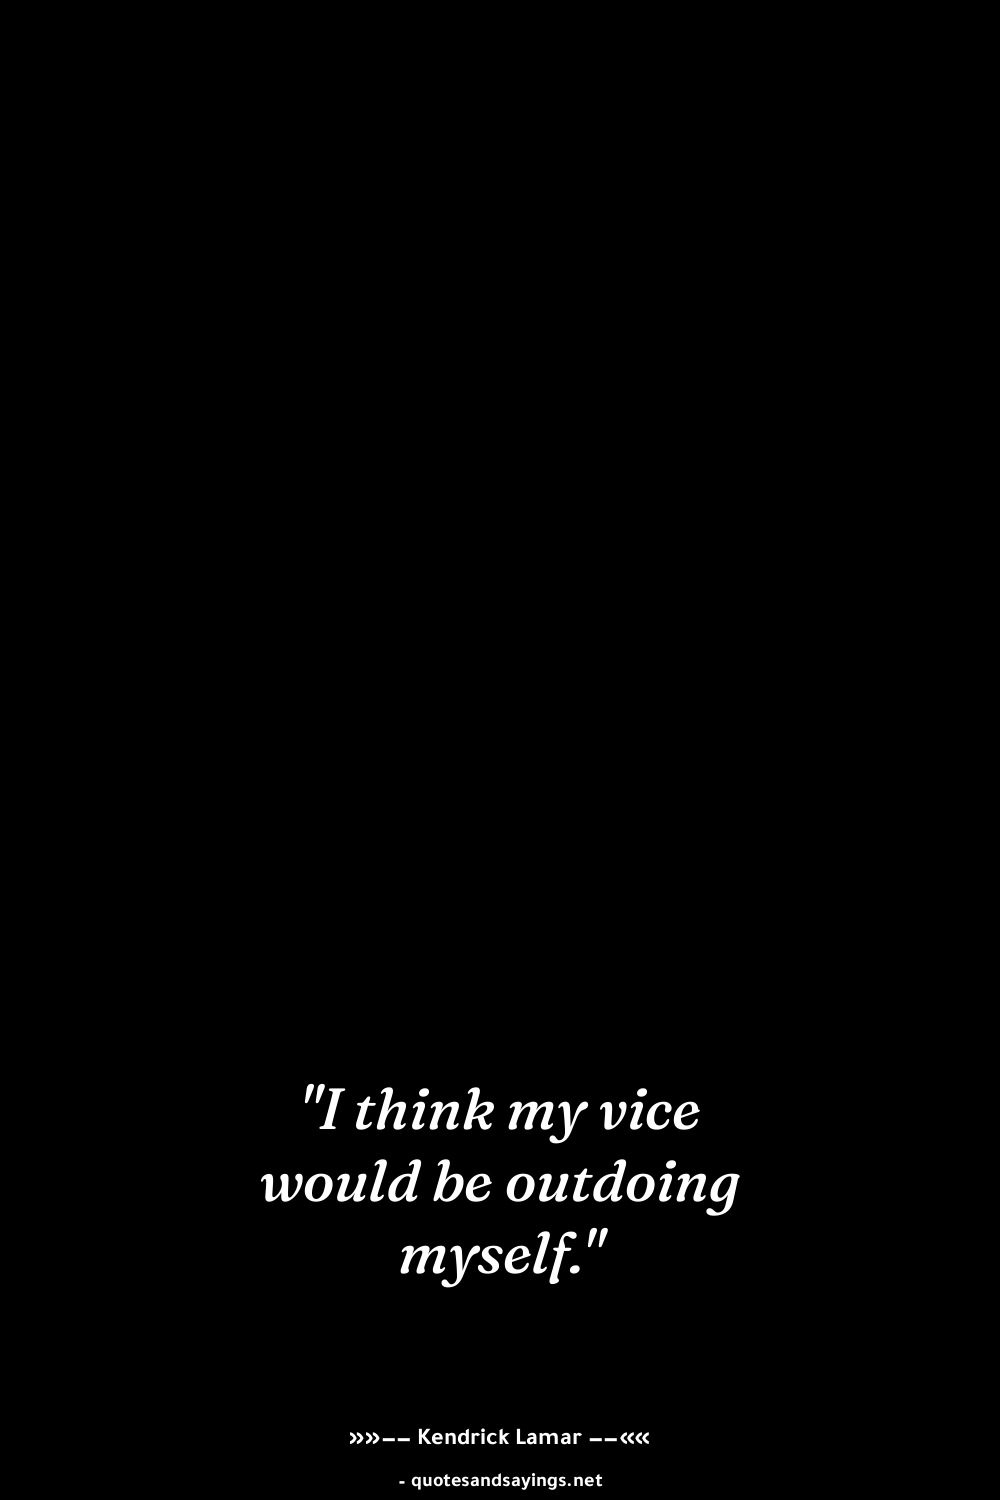 "I think my vice
would be outdoing
myself."
»»−− Kendrick Lamar −−««
- quotesandsayings.net